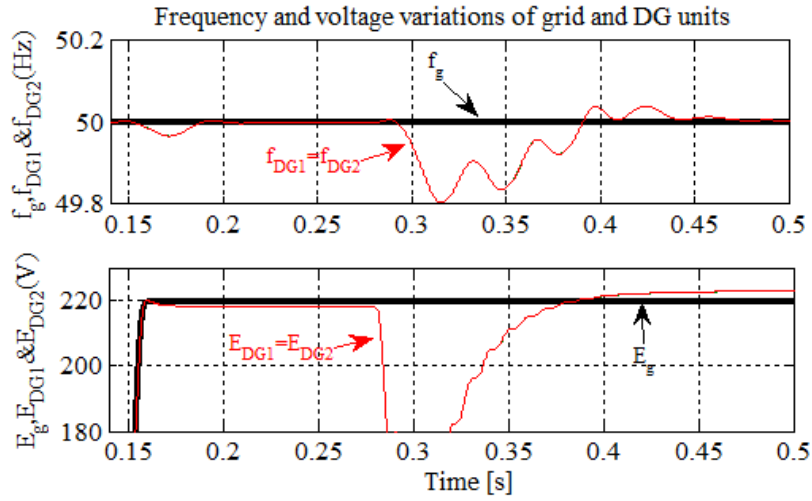 Frequency and voltage variations of grid and DG units
f_g,f_DG1 &f_DG2(Hz)
50.2
50
49.8
f_g
f_DG1=f_DG2
0.15 0.2 0.25 0.3 0.35 0.4 0.45 0.5
E_g,E_DG1 &E_DG2(V)
220
200
180
E_DG1=E_DG2
E_g
0.15 0.2 0.25 0.3 0.35 0.4 0.45 0.5
Time [s]